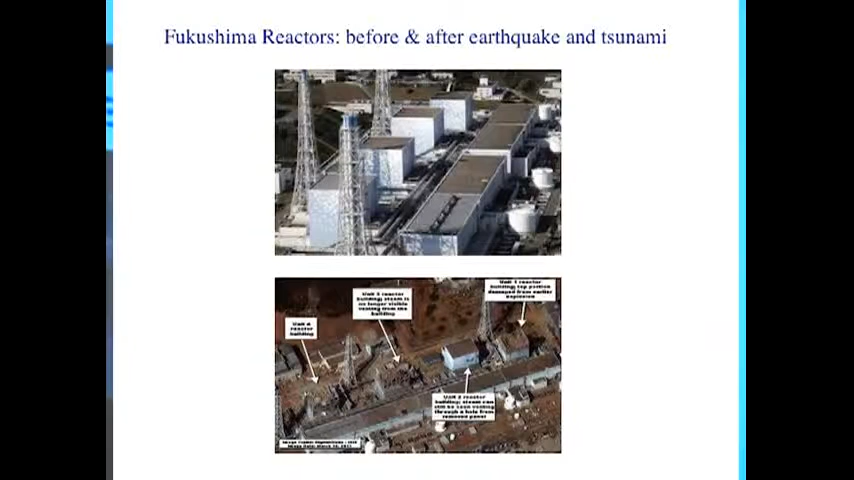 Fukushima Reactors: before & after earthquake and tsunami
Unit 1 reactor
building; top portion
damaged from earlier
explosion
Unit 3 reactor
building; steam is
no longer visible
venting from the
building
Unit 4
reactor
building
Unit 2 reactor
building; steam can
still be seen venting
through a hole from
removed panel